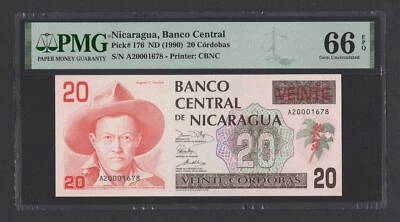 PMG
PAPER MONEY GUARANTY
Nicaragua, Banco Central
Pick# 176 ND (1990) 20 Córdobas
S/N A20001678 - Printer: CBNC
66 EPQ
Gem Uncirculated
20
BANCO
CENTRAL
DE NICARAGUA
VEINTE
A20001678
20
20
A20001678
VEINTE CORDOBAS
20